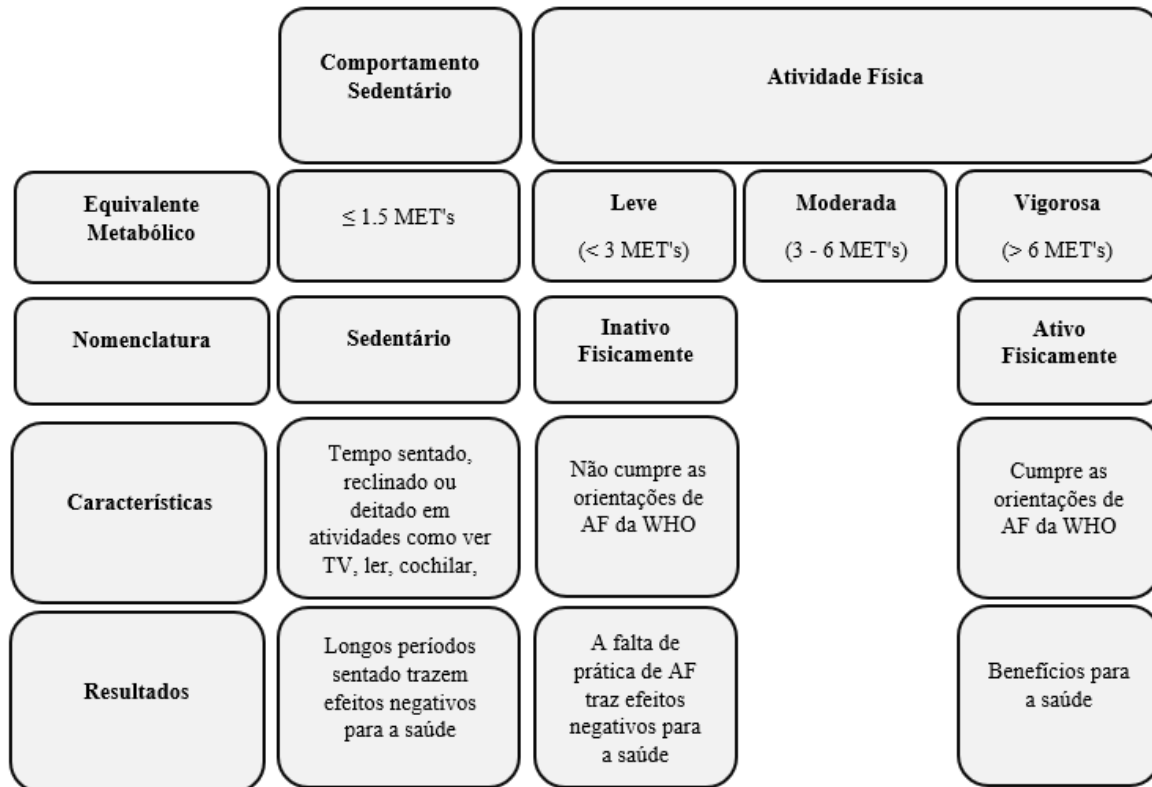 Comportamento
Sedentário
Atividade Física
Equivalente
Metabólico
≤ 1.5 MET's
Leve
(< 3 MET's)
Moderada
(3 - 6 MET's)
Vigorosa
(> 6 MET's)
Nomenclatura
Sedentário
Inativo
Fisicamente
Ativo
Fisicamente
Características
Tempo sentado,
reclinado ou
deitado em
atividades como ver
TV, ler, cochilar,
Não cumpre as
orientações de
AF da WHO
Cumpre as
orientações de
AF da WHO
Resultados
Longos períodos
sentado trazem
efeitos negativos
para a saúde
A falta de
prática de AF
traz efeitos
negativos para
a saúde
Benefícios para
a saúde